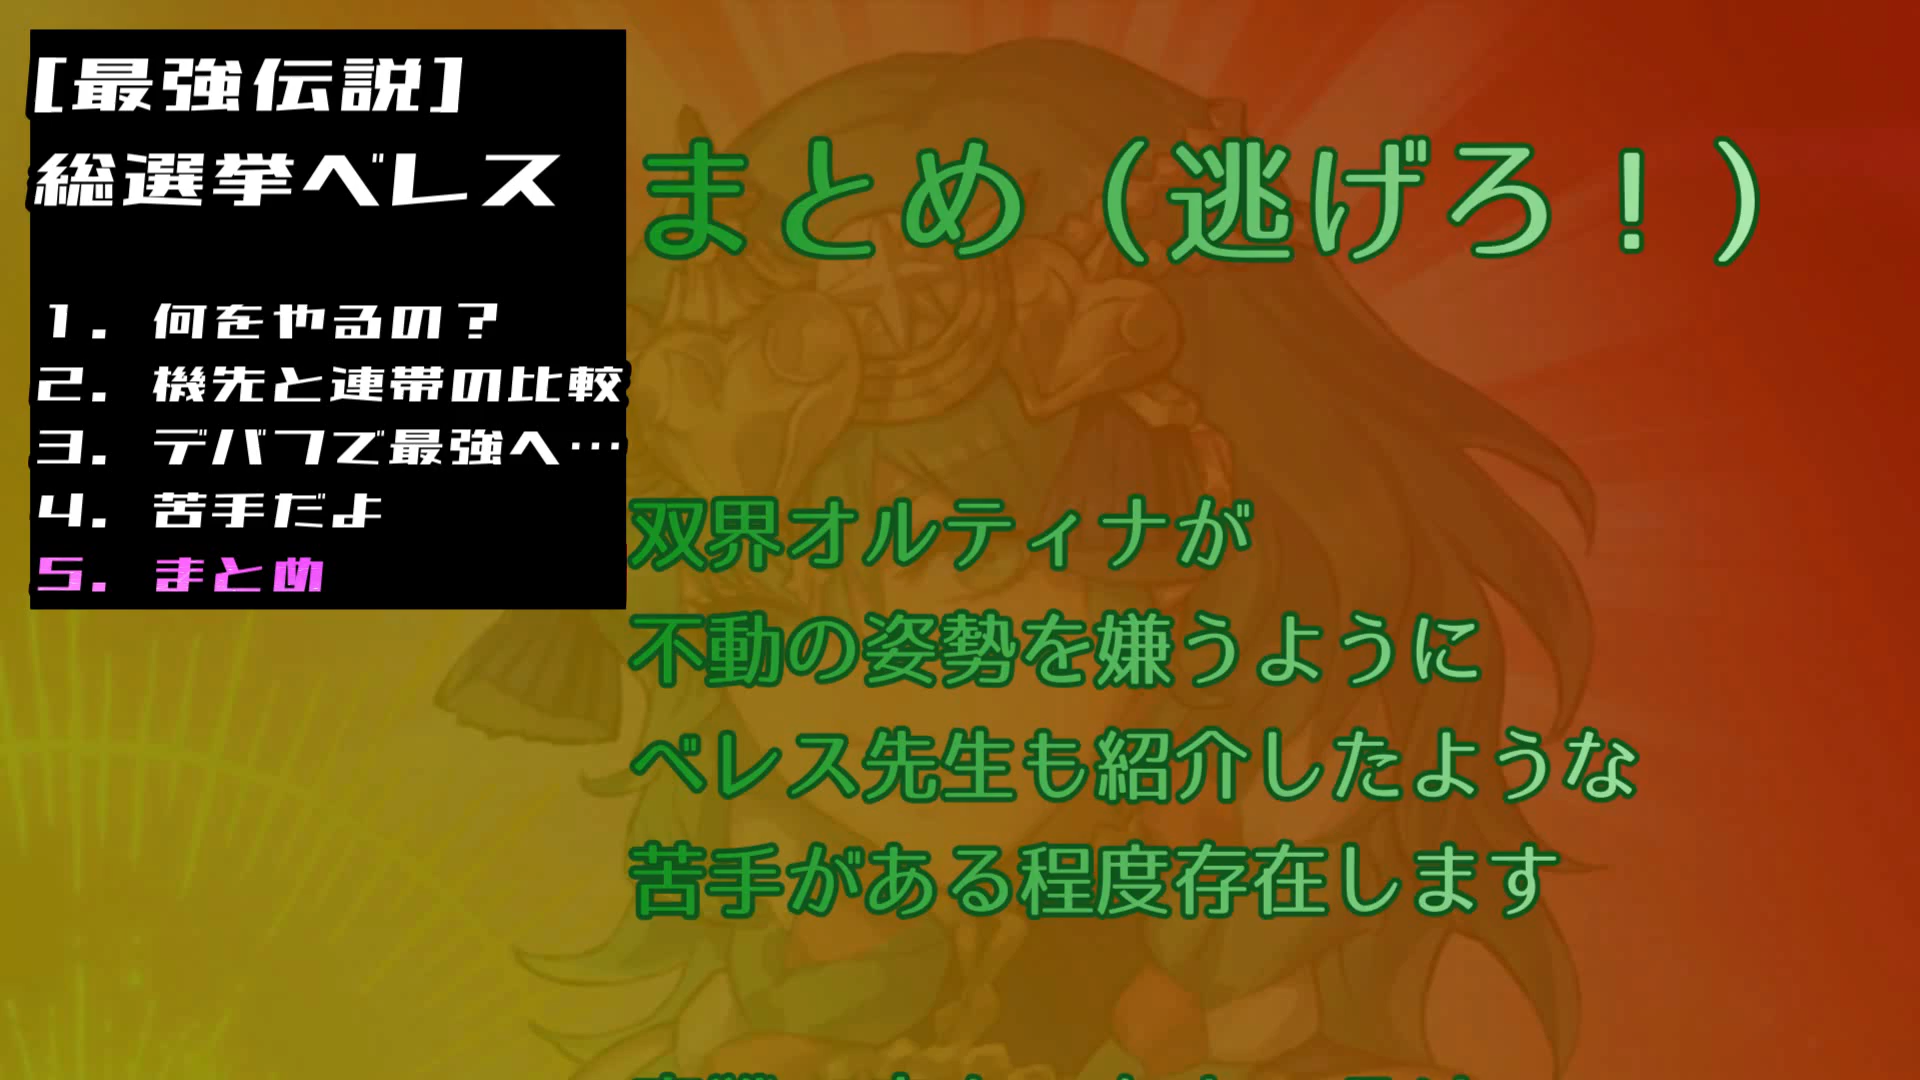 [最強伝説]
総選挙ベレス
1. 何をやるの？
2. 機先と連帯の比較
3. デバフで最強へ…
4. 苦手だよ
5. まとめ
まとめ（逃げろ！）
双界オルティナが
不動の姿勢を嫌うように
ベレス先生も紹介したような
苦手がある程度存在します